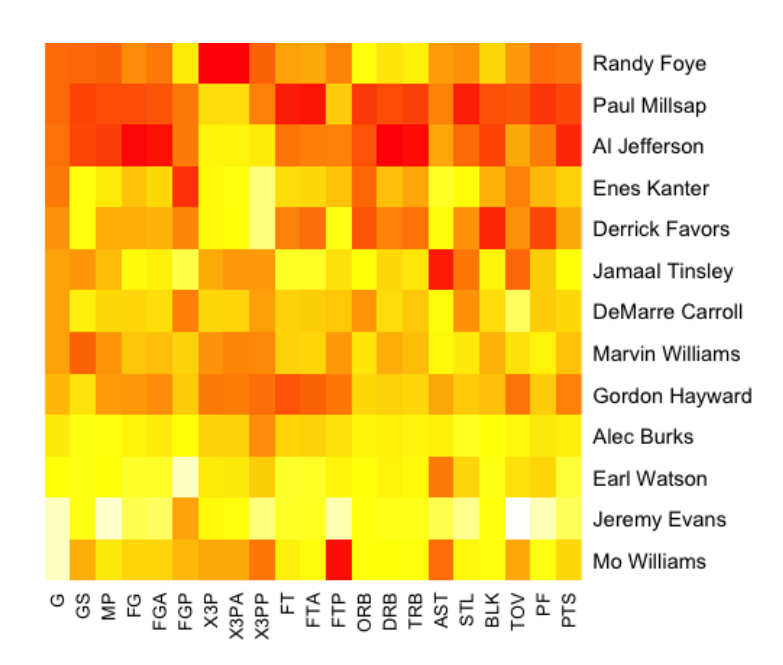 Randy Foye
Paul Millsap
Al Jefferson
Enes Kanter
Derrick Favors
Jamaal Tinsley
DeMarre Carroll
Marvin Williams
Gordon Hayward
Alec Burks
Earl Watson
Jeremy Evans
Mo Williams
G GS MP FG FGA FGP X3P X3PA X3PP FT FTA FTP ORB DRB TRB AST STL BLK TOV PF PTS